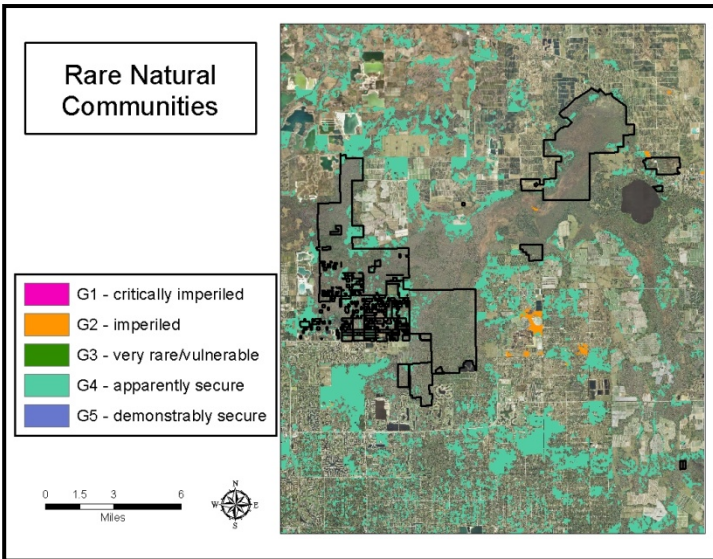 Rare Natural
Communities
G1 - critically imperiled
G2 - imperiled
G3 - very rare/vulnerable
G4 - apparently secure
G5 - demonstrably secure
0 1.5 3 6
Miles
N
W E
S